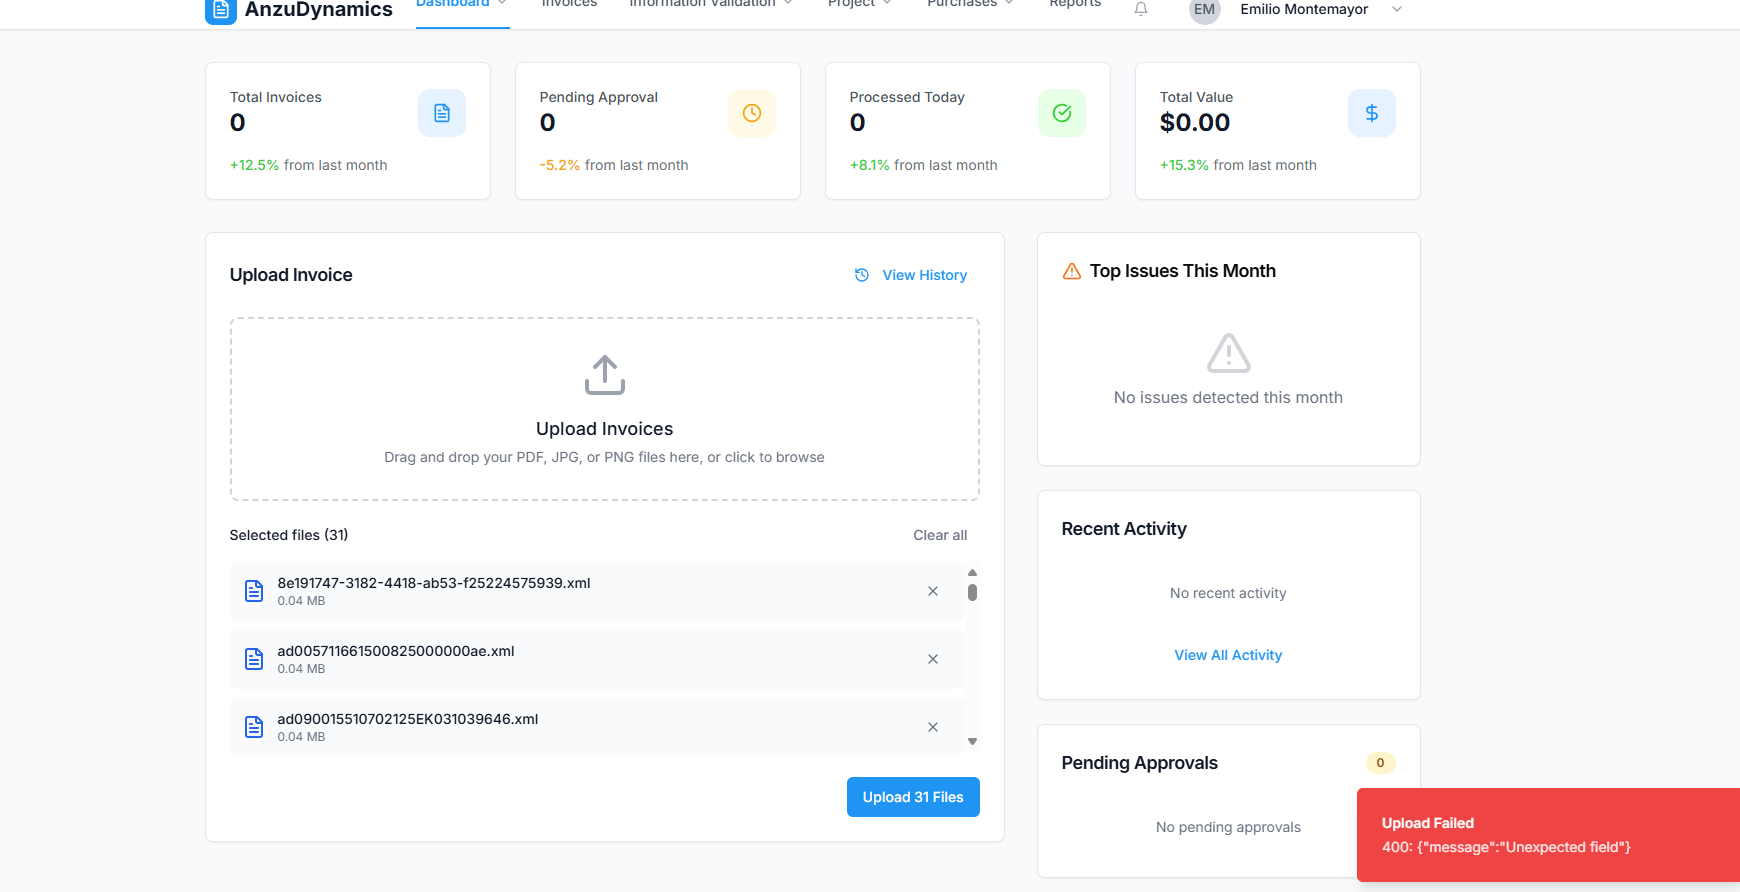 AnzuDynamics
Dashboard
Invoices
Information Validation
Project
Purchases
Reports
EM
Emilio Montemayor
Total Invoices
0
+12.5% from last month
Pending Approval
0
-5.2% from last month
Processed Today
0
+8.1% from last month
Total Value
$0.00
+15.3% from last month
Upload Invoice
View History
Upload Invoices
Drag and drop your PDF, JPG, or PNG files here, or click to browse
Selected files (31)
Clear all
8e191747-3182-4418-ab53-f25224575939.xml
0.04 MB
ad005711661500825000000ae.xml
0.04 MB
ad090015510702125EK031039646.xml
0.04 MB
Upload 31 Files
Top Issues This Month
No issues detected this month
Recent Activity
No recent activity
View All Activity
Pending Approvals
0
No pending approvals
Upload Failed
400: {"message":"Unexpected field"}